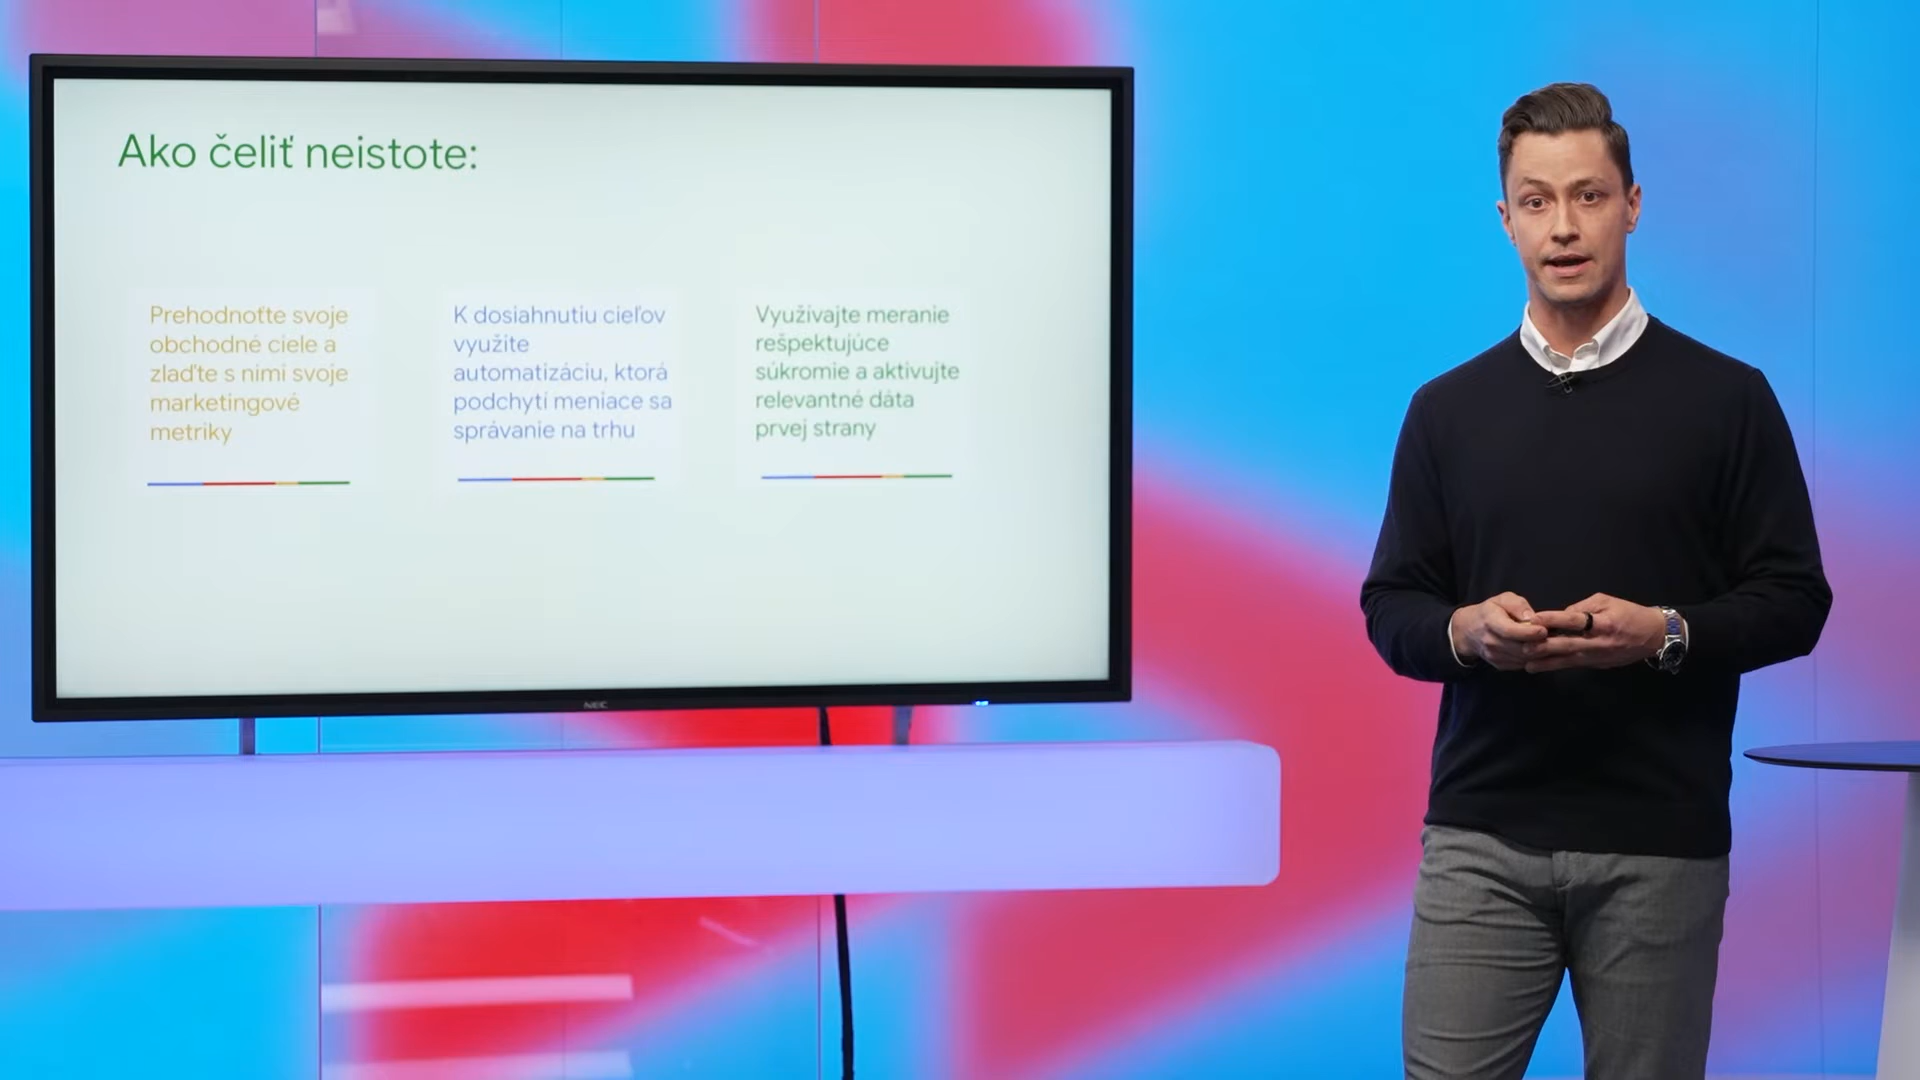 Ako čeliť neistote:
Prehodnoťte svoje
obchodné ciele a
zlaďte s nimi svoje
marketingové
metriky
K dosiahnutiu cieľov
využite
automatizáciu, ktorá
podchytí meniace sa
správanie na trhu
Využívajte meranie
rešpektujúce
súkromie a aktivujte
relevantné dáta
prvej strany
NEC